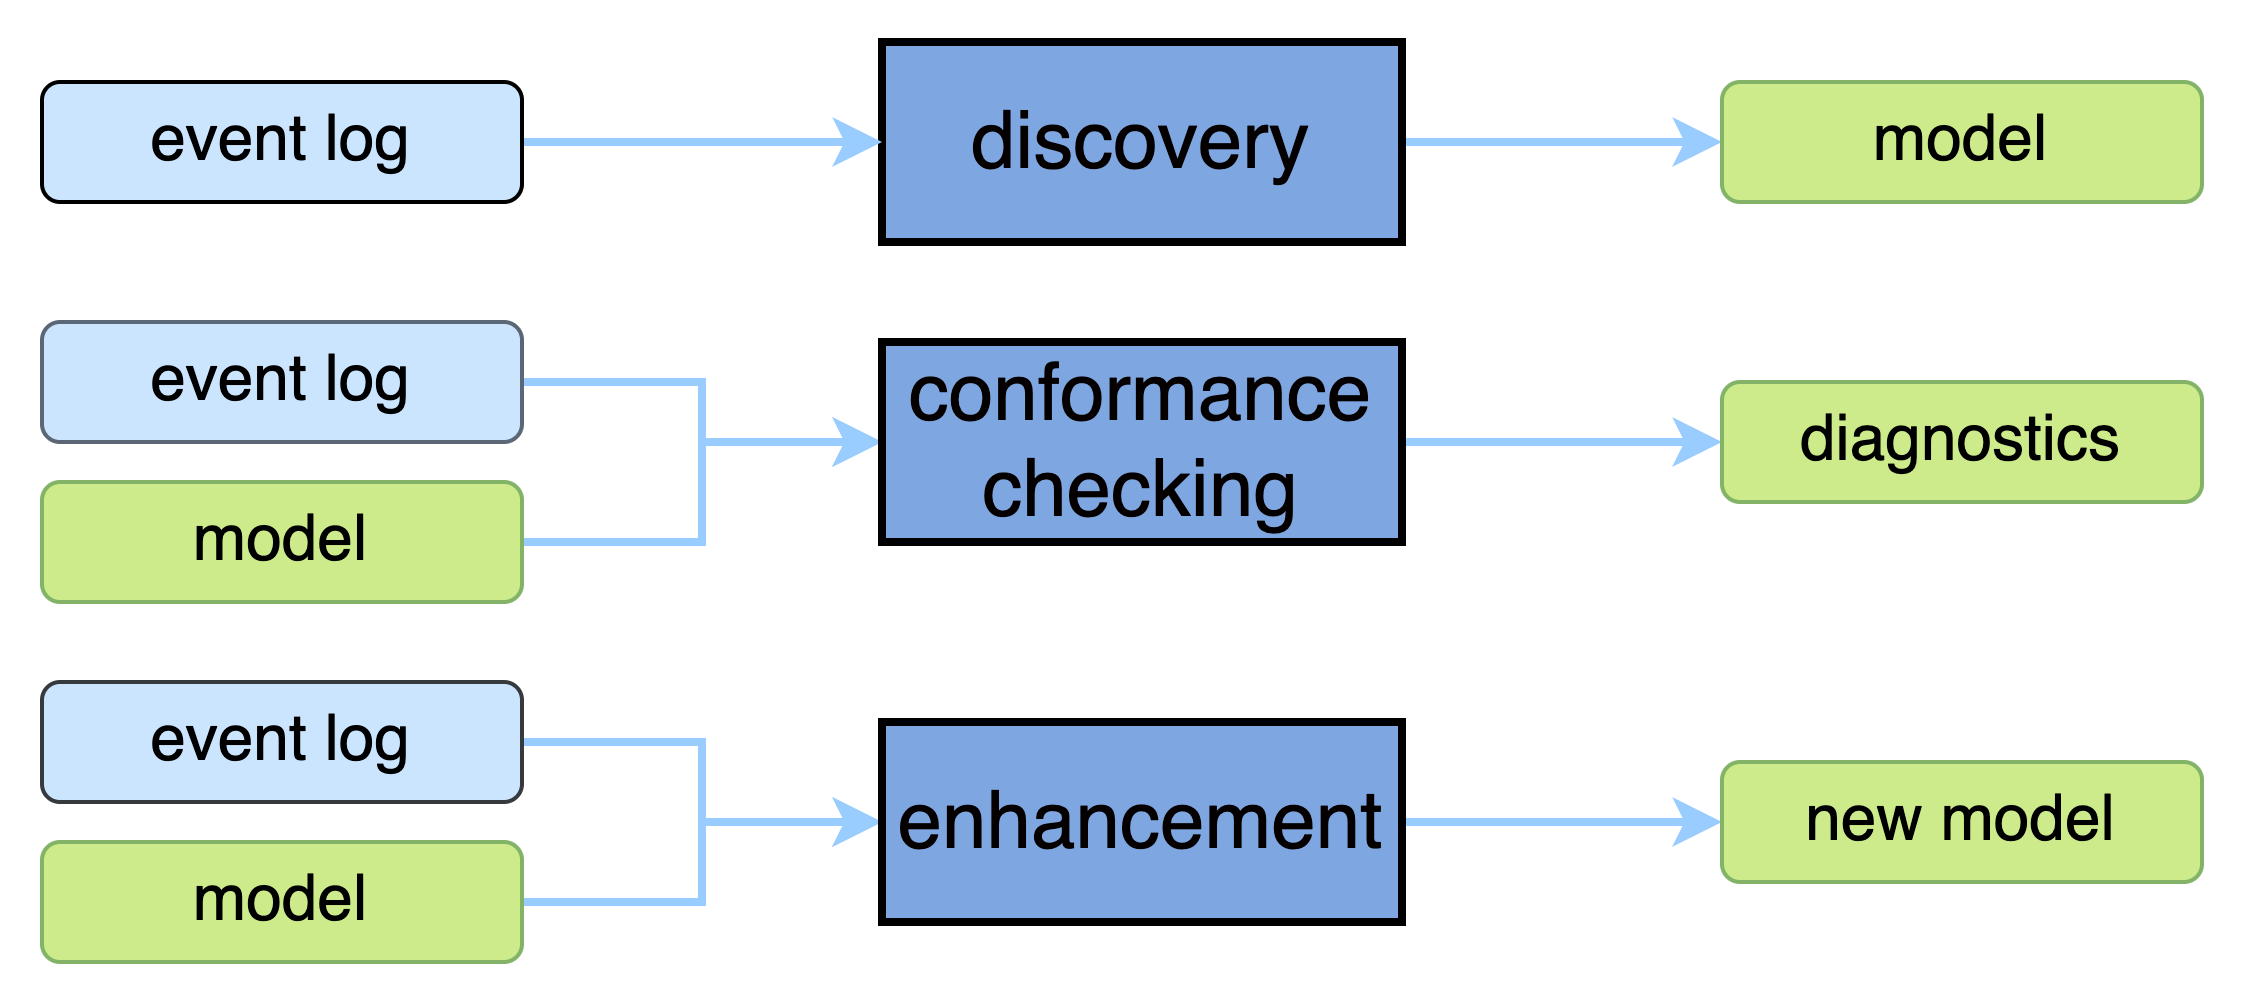 event log
discovery
model
event log
model
conformance
checking
diagnostics
event log
model
enhancement
new model